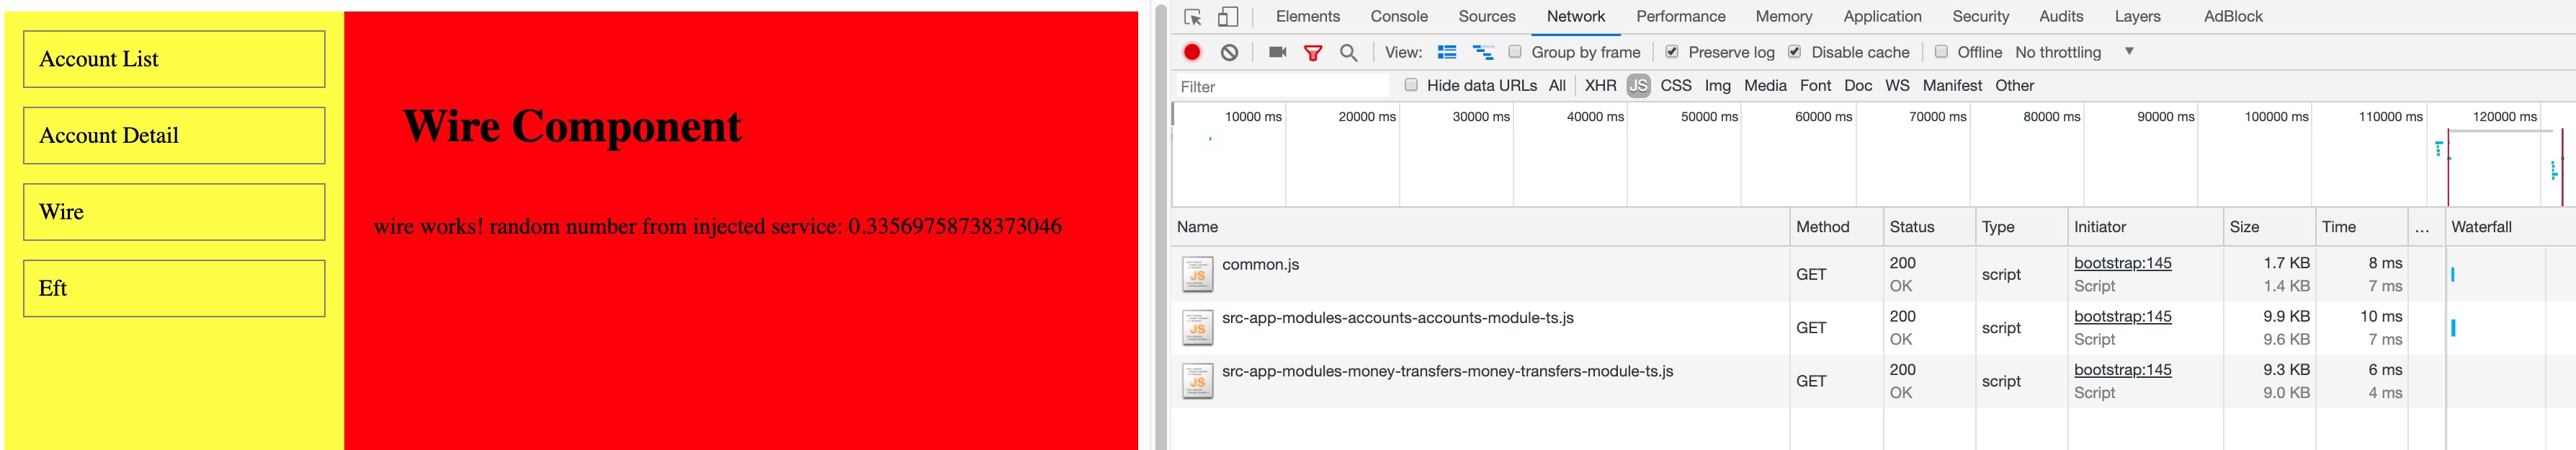 Account List
Account Detail
Wire
Eft
Wire Component
wire works! random number from injected service: 0.33569758738373046
Elements Console Sources Network Performance Memory Application Security Audits Layers AdBlock
View: Group by frame Preserve log Disable cache Offline No throttling
Filter Hide data URLs All XHR JS CSS Img Media Font Doc WS Manifest Other
10000 ms 20000 ms 30000 ms 40000 ms 50000 ms 60000 ms 70000 ms 80000 ms 90000 ms 100000 ms 110000 ms 120000 ms
Name Method Status Type Initiator Size Time ... Waterfall
JS common.js GET 200 script bootstrap:145 1.7 KB 8 ms
OK Script 1.4 KB 7 ms
JS src-app-modules-accounts-accounts-module-ts.js GET 200 script bootstrap:145 9.9 KB 10 ms
OK Script 9.6 KB 7 ms
JS src-app-modules-money-transfers-money-transfers-module-ts.js GET 200 script bootstrap:145 9.3 KB 6 ms
OK Script 9.0 KB 4 ms